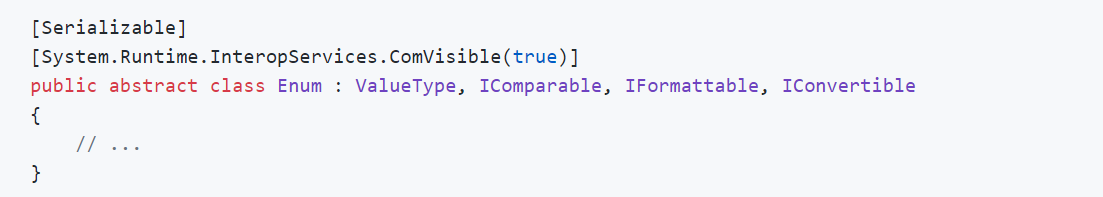 [Serializable]
[System.Runtime.InteropServices.ComVisible(true)]
public abstract class Enum : ValueType, IComparable, IFormattable, IConvertible
{
    // ...
}